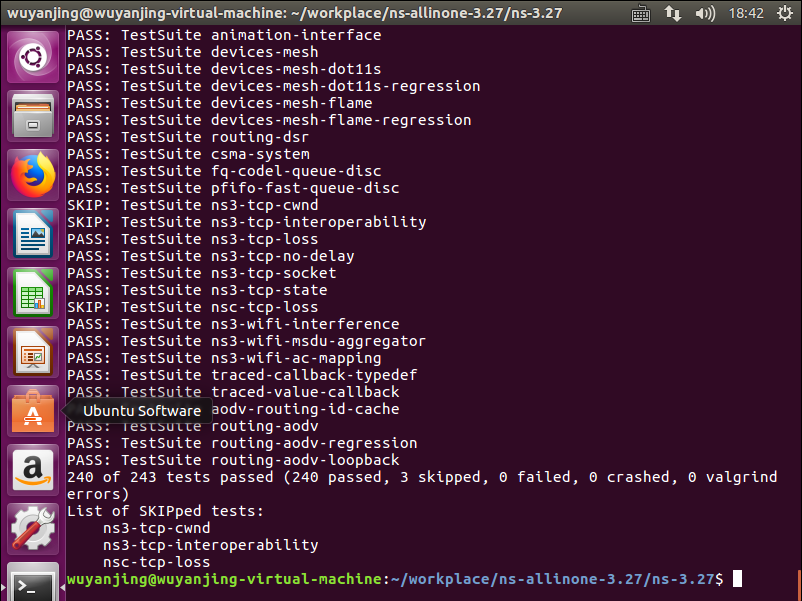 wuyanjing@wuyanjing-virtual-machine: ~/workplace/ns-allinone-3.27/ns-3.27 18:42
PASS: TestSuite animation-interface
PASS: TestSuite devices-mesh
PASS: TestSuite devices-mesh-dot11s
PASS: TestSuite devices-mesh-dot11s-regression
PASS: TestSuite devices-mesh-flame
PASS: TestSuite devices-mesh-flame-regression
PASS: TestSuite routing-dsr
PASS: TestSuite csma-system
PASS: TestSuite fq-codel-queue-disc
PASS: TestSuite pfifo-fast-queue-disc
SKIP: TestSuite ns3-tcp-cwnd
SKIP: TestSuite ns3-tcp-interoperability
PASS: TestSuite ns3-tcp-loss
PASS: TestSuite ns3-tcp-no-delay
PASS: TestSuite ns3-tcp-socket
PASS: TestSuite ns3-tcp-state
SKIP: TestSuite nsc-tcp-loss
PASS: TestSuite ns3-wifi-interference
PASS: TestSuite ns3-wifi-msdu-aggregator
PASS: TestSuite ns3-wifi-ac-mapping
PASS: TestSuite traced-callback-typedef
PASS: TestSuite traced-value-callback
Ubuntu Software aodv-routing-id-cache
PASS: TestSuite routing-aodv
PASS: TestSuite routing-aodv-regression
PASS: TestSuite routing-aodv-loopback
240 of 243 tests passed (240 passed, 3 skipped, 0 failed, 0 crashed, 0 valgrind
errors)
List of SKIPped tests:
    ns3-tcp-cwnd
    ns3-tcp-interoperability
    nsc-tcp-loss
wuyanjing@wuyanjing-virtual-machine:~/workplace/ns-allinone-3.27/ns-3.27$